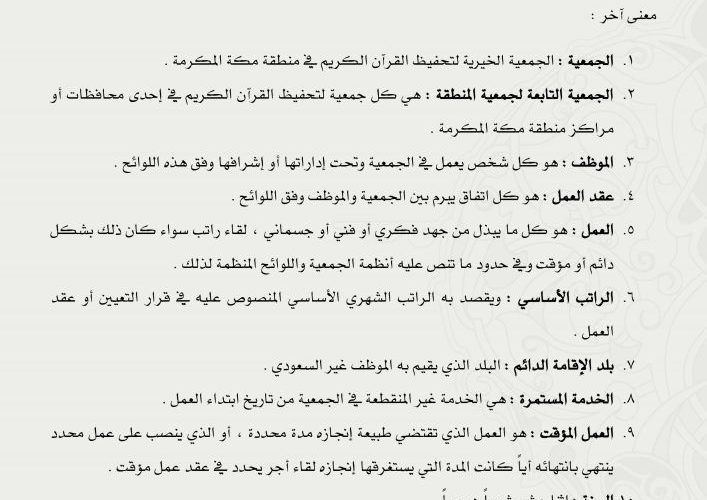 معنى آخر :
١. الجمعية : الجمعية الخيرية لتحفيظ القرآن الكريم في منطقة مكة المكرمة .
٢. الجمعية التابعة لجمعية المنطقة : هي كل جمعية لتحفيظ القرآن الكريم في إحدى محافظات أو
مراكز منطقة مكة المكرمة .
٣. الموظف : هو كل شخص يعمل في الجمعية وتحت إداراتها أو إشرافها وفق هذه اللوائح .
٤. عقد العمل : هو كل اتفاق يبرم بين الجمعية والموظف وفق اللوائح .
٥. العمل : هو كل ما يبذل من جهد فكري أو فني أو جسماني ، لقاء راتب سواء كان ذلك بشكل
دائم أو مؤقت وفي حدود ما تنص عليه أنظمة الجمعية واللوائح المنظمة لذلك .
٦. الراتب الأساسي : ويقصد به الراتب الشهري الأساسي المنصوص عليه في قرار التعيين أو عقد
العمل .
٧. بلد الإقامة الدائم : البلد الذي يقيم به الموظف غير السعودي .
٨. الخدمة المستمرة : هي الخدمة غير المنقطعة في الجمعية من تاريخ ابتداء العمل .
٩. العمل المؤقت : هو العمل الذي تقتضي طبيعة إنجازه مدة محددة ، أو الذي ينصب على عمل محدد
ينتهي بانتهائه أياً كانت المدة التي يستغرقها إنجازه لقاء أجر يحدد في عقد عمل مؤقت .